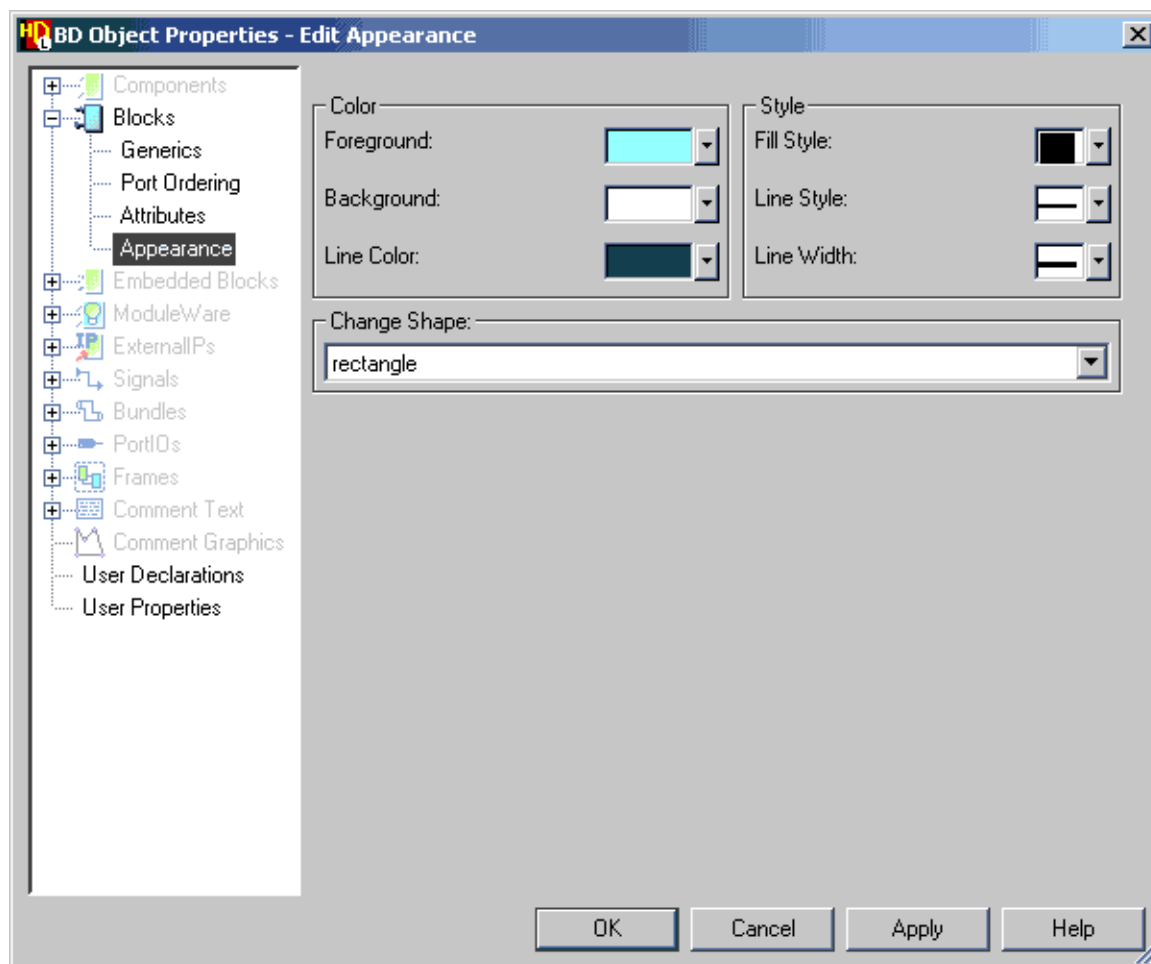 HDL BD Object Properties - Edit Appearance
Components
Blocks
Generics
Port Ordering
Attributes
Appearance
Embedded Blocks
ModuleWare
IP ExternalIPs
Signals
Bundles
PortIOs
Frames
Comment Text
Comment Graphics
User Declarations
User Properties
Color
Foreground:
Background:
Line Color:
Style
Fill Style:
Line Style:
Line Width:
Change Shape:
rectangle
OK Cancel Apply Help